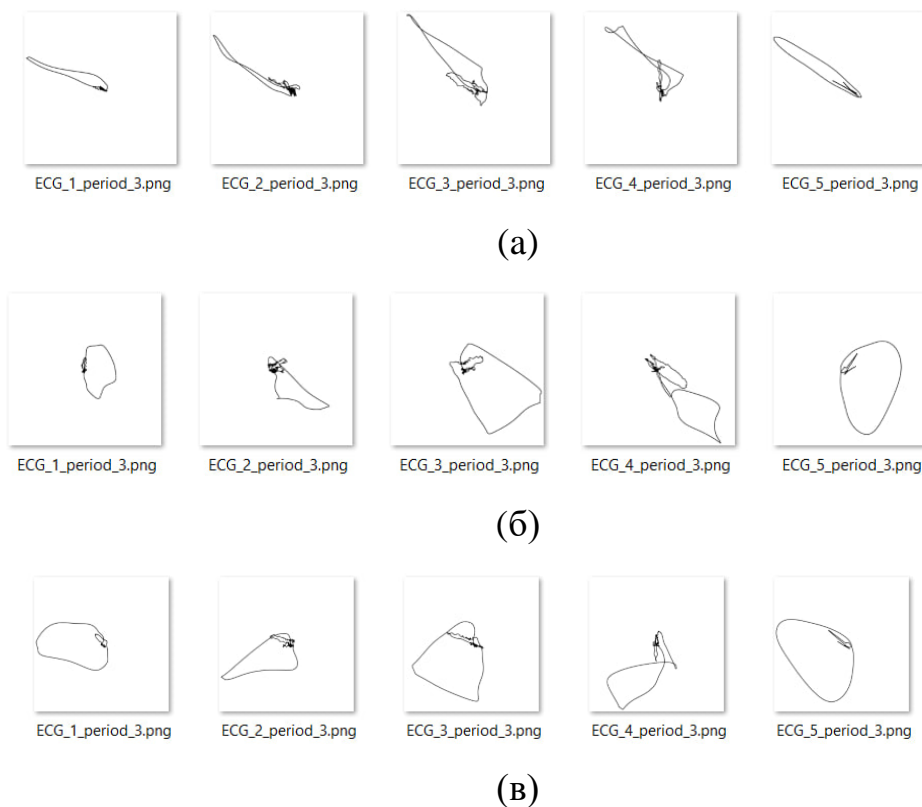 ECG_1_period_3.png ECG_2_period_3.png ECG_3_period_3.png ECG_4_period_3.png ECG_5_period_3.png
(а)
ECG_1_period_3.png ECG_2_period_3.png ECG_3_period_3.png ECG_4_period_3.png ECG_5_period_3.png
(б)
ECG_1_period_3.png ECG_2_period_3.png ECG_3_period_3.png ECG_4_period_3.png ECG_5_period_3.png
(в)